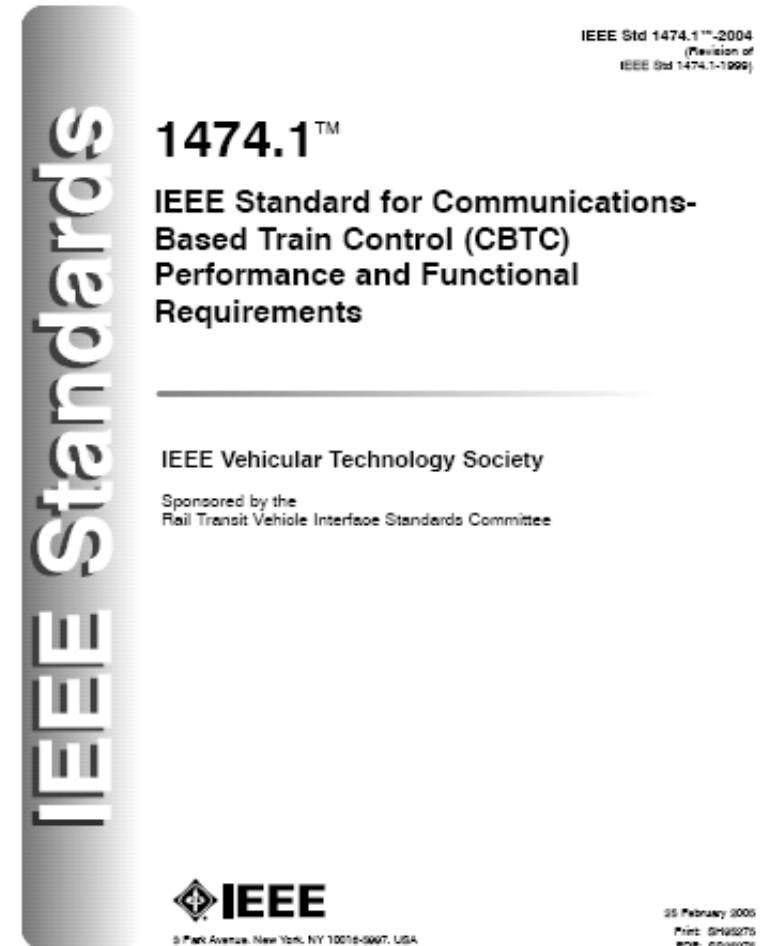 IEEE Std 1474.1™-2004
(Revision of
IEEE Std 1474.1-1999)
IEEE Standards
1474.1™
IEEE Standard for Communications-
Based Train Control (CBTC)
Performance and Functional
Requirements
IEEE Vehicular Technology Society
Sponsored by the
Rail Transit Vehicle Interface Standards Committee
IEEE
3 Park Avenue, New York, NY 10016-5997, USA
25 February 2005
Print: SH95275